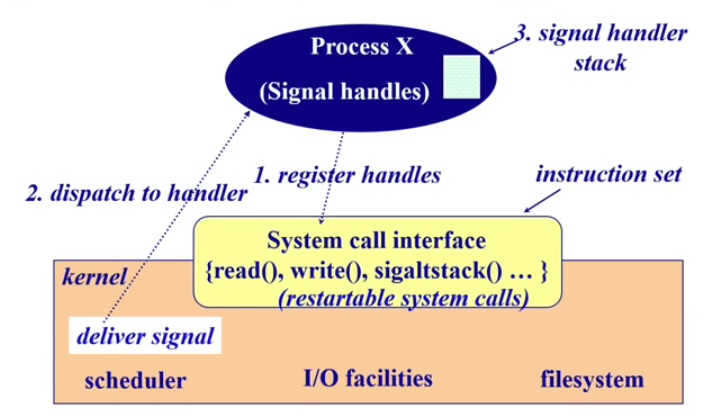 Process X
(Signal handles)
3. signal handler
stack
1. register handles
2. dispatch to handler
instruction set
System call interface
{read(), write(), sigaltstack() … }
(restartable system calls)
kernel
deliver signal
scheduler
I/O facilities
filesystem